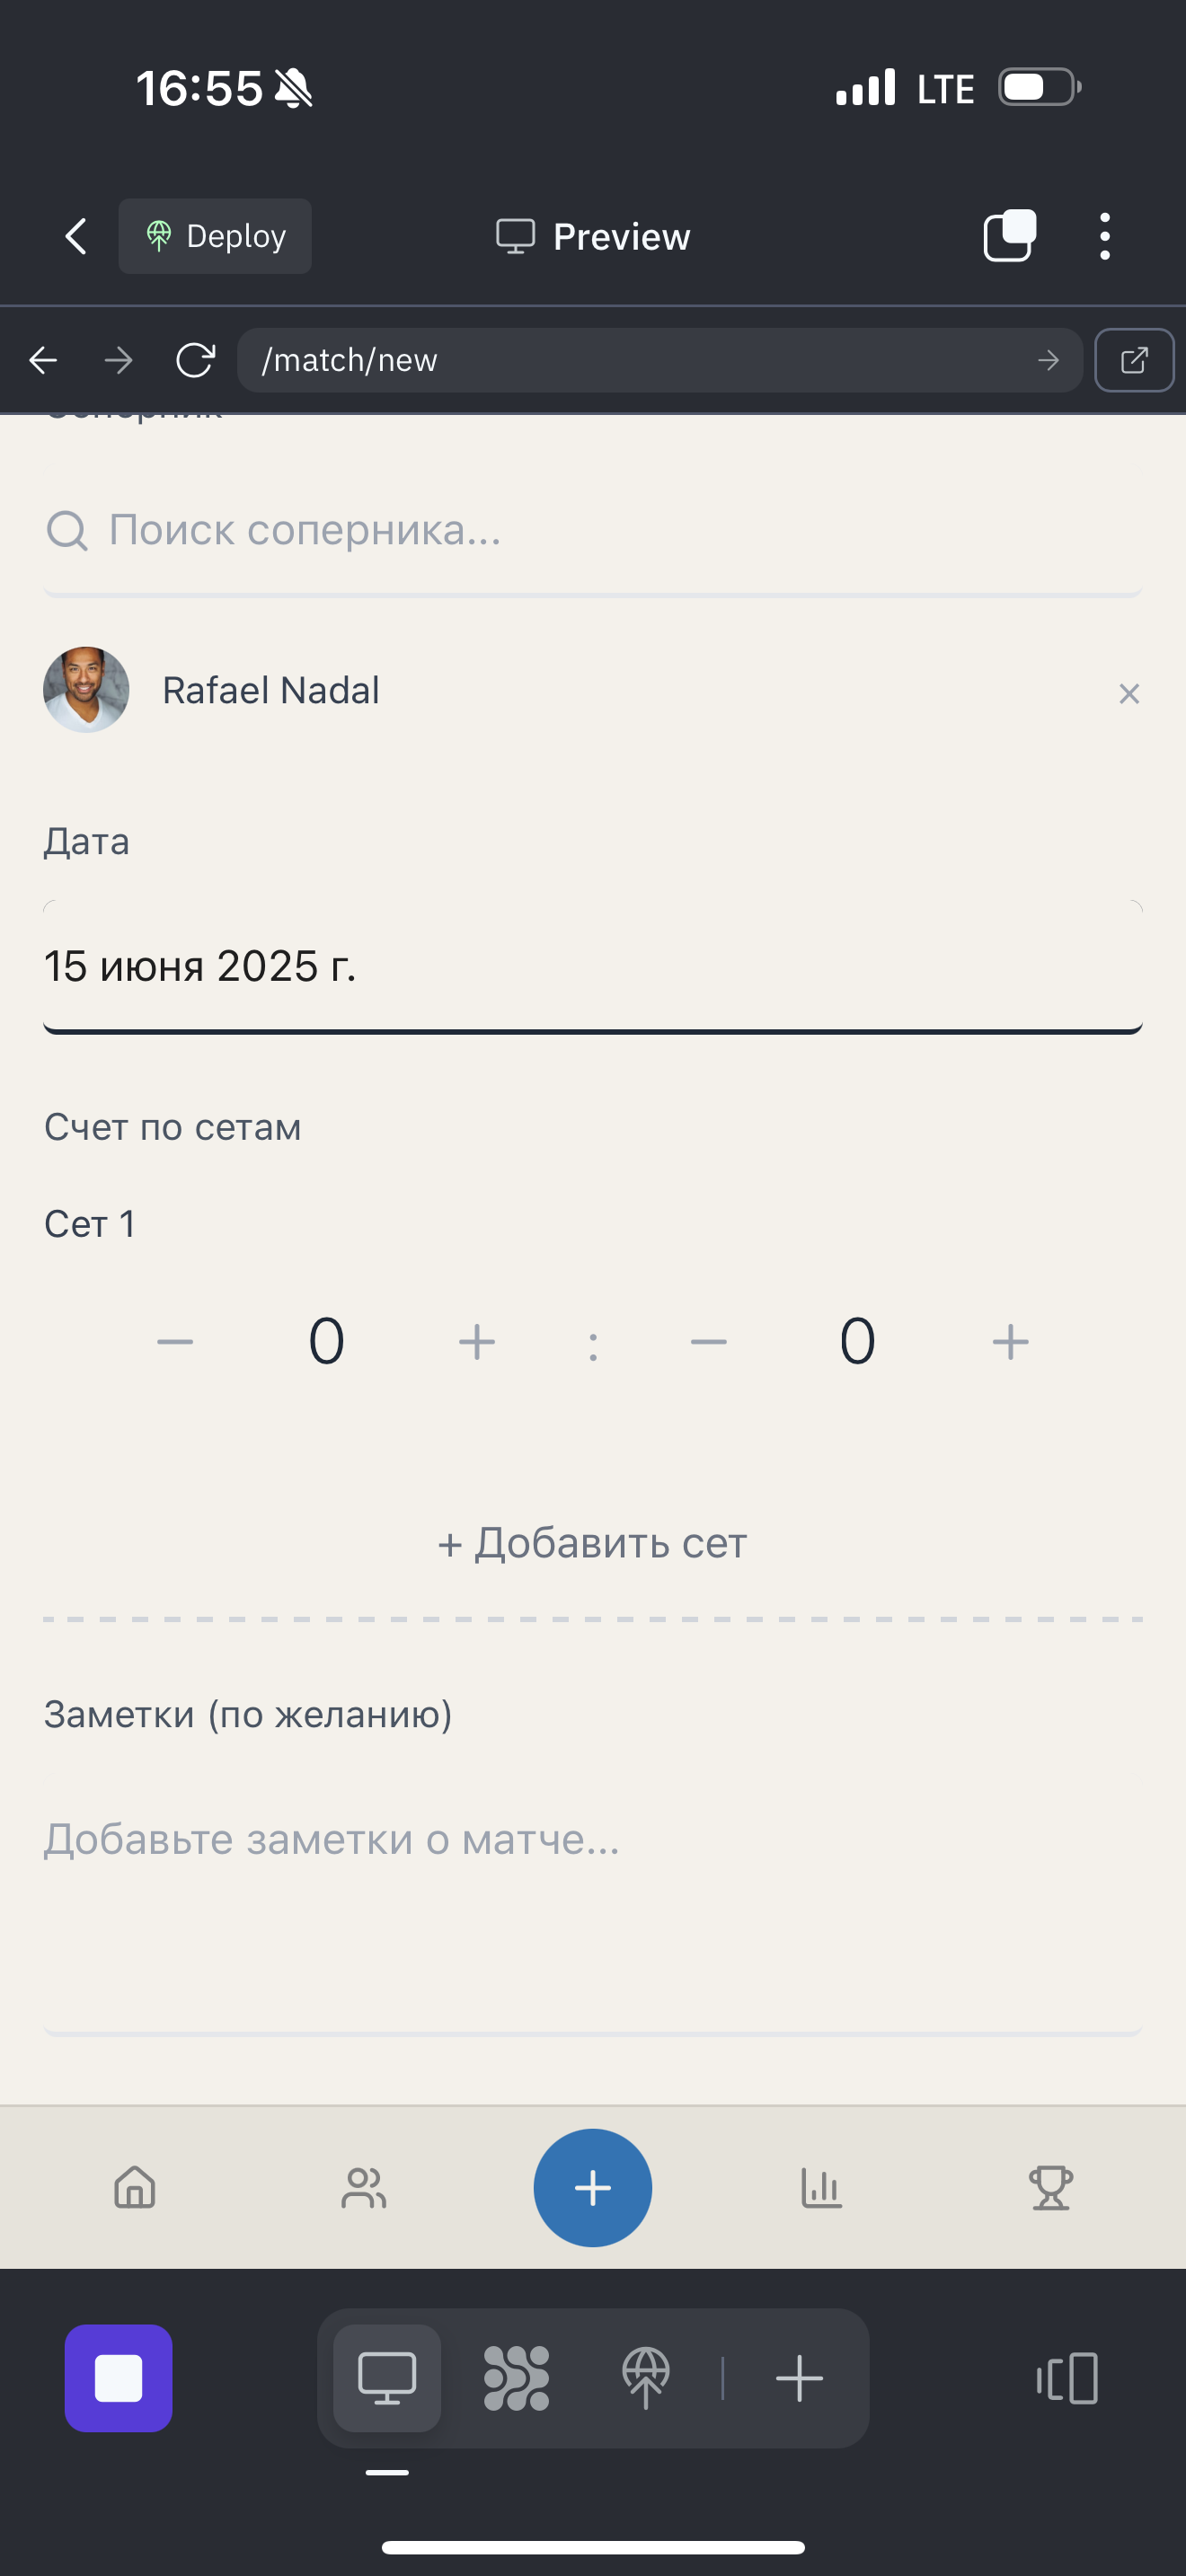 16:55
LTE
Deploy
Preview
/match/new
Соперник
Поиск соперника...
Rafael Nadal
×
Дата
15 июня 2025 г.
Счет по сетам
Сет 1
− 0 + : − 0 +
+ Добавить сет
Заметки (по желанию)
Добавьте заметки о матче...